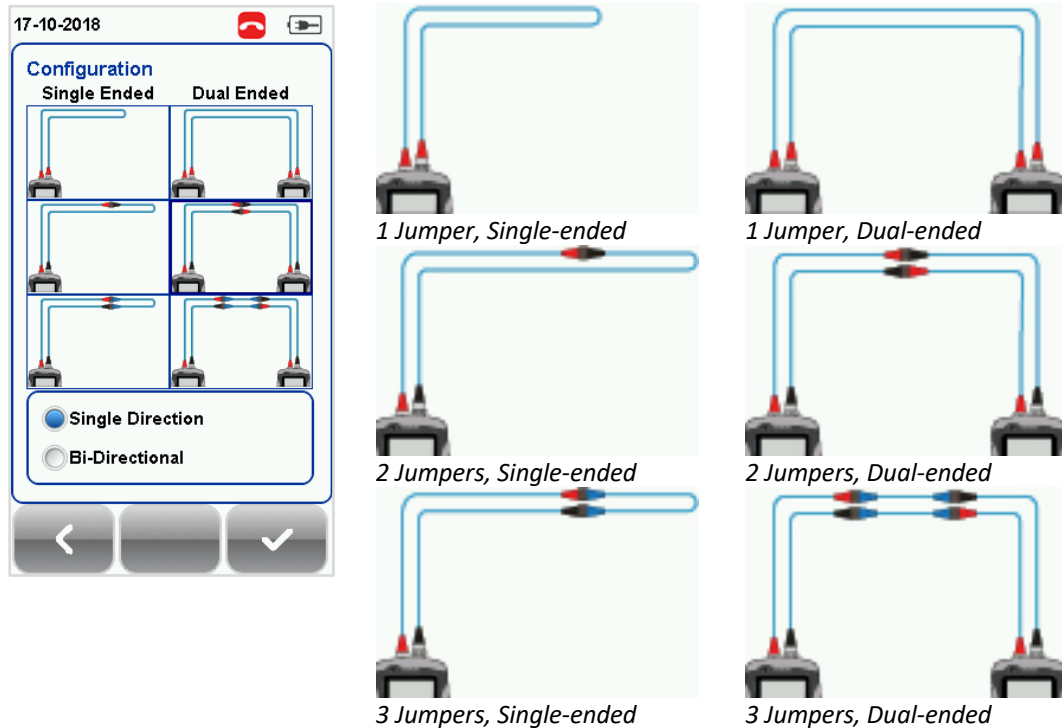 17-10-2018
Configuration
Single Ended Dual Ended
Single Direction
Bi-Directional
1 Jumper, Single-ended
1 Jumper, Dual-ended
2 Jumpers, Single-ended
2 Jumpers, Dual-ended
3 Jumpers, Single-ended
3 Jumpers, Dual-ended